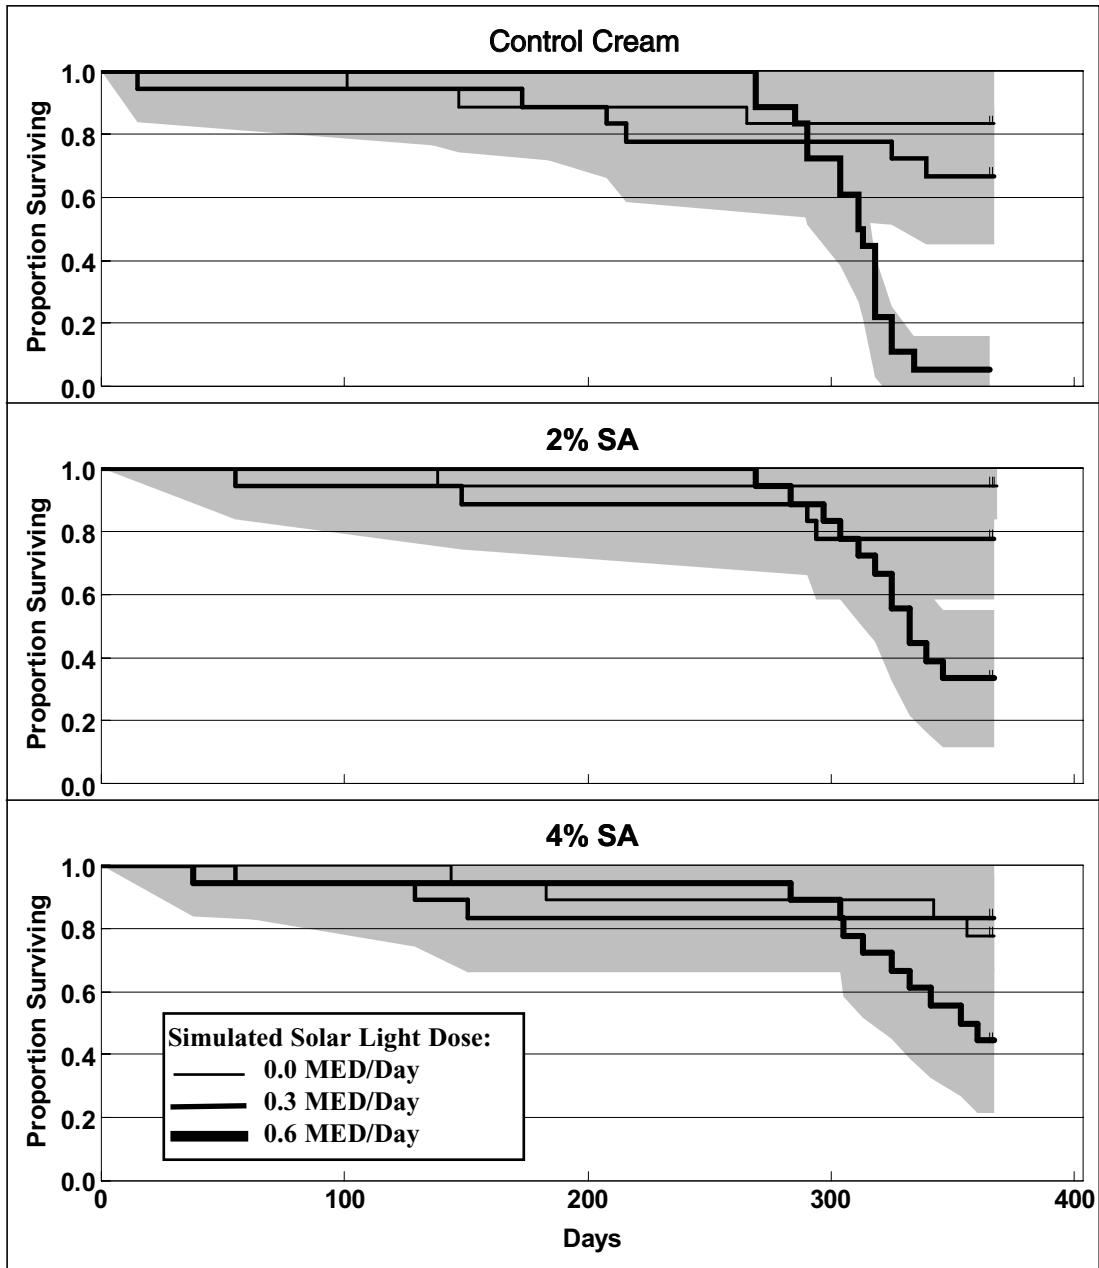 Control Cream
Proportion Surviving
1.0
0.8
0.6
0.4
0.2
0.0
2% SA
Proportion Surviving
1.0
0.8
0.6
0.4
0.2
0.0
4% SA
Proportion Surviving
1.0
0.8
0.6
0.4
0.2
0.0
Simulated Solar Light Dose:
0.0 MED/Day
0.3 MED/Day
0.6 MED/Day
0 100 200 300 400
Days